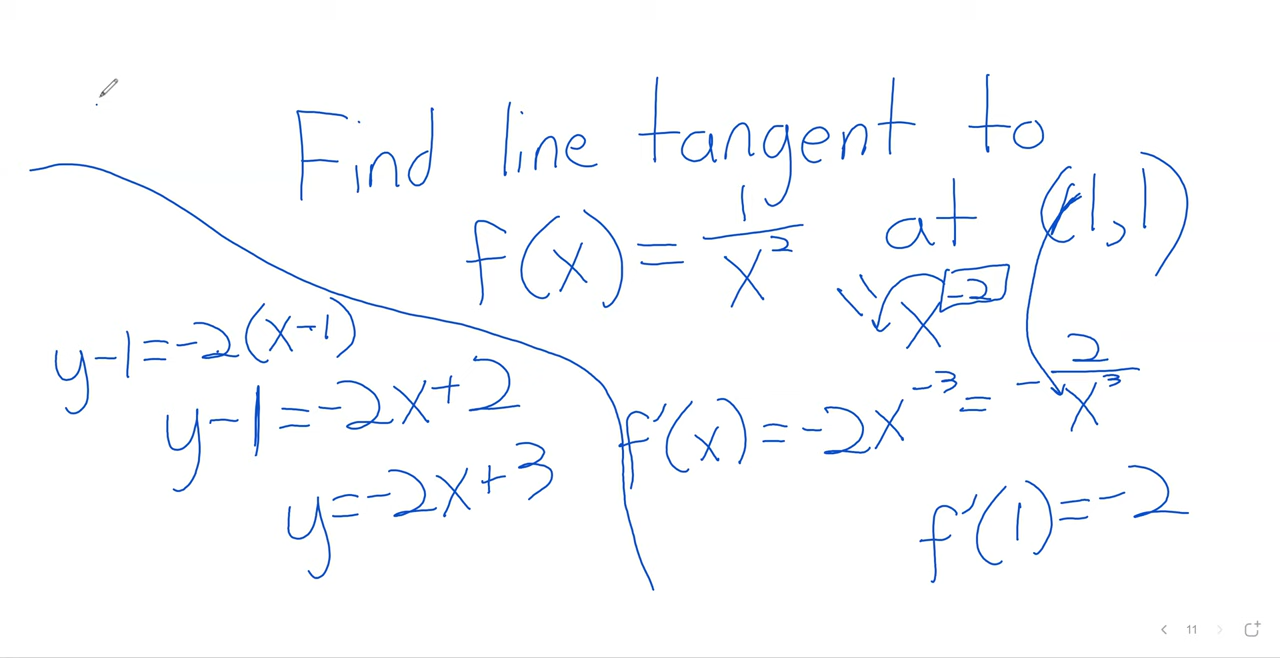 Find line tangent to
f(x) = 1/x² at (1,1)
x⁻²
f'(x) = -2x⁻³ = -2/x³
f'(1) = -2
y-1=-2(x-1)
y-1=-2x+2
y=-2x+3
11